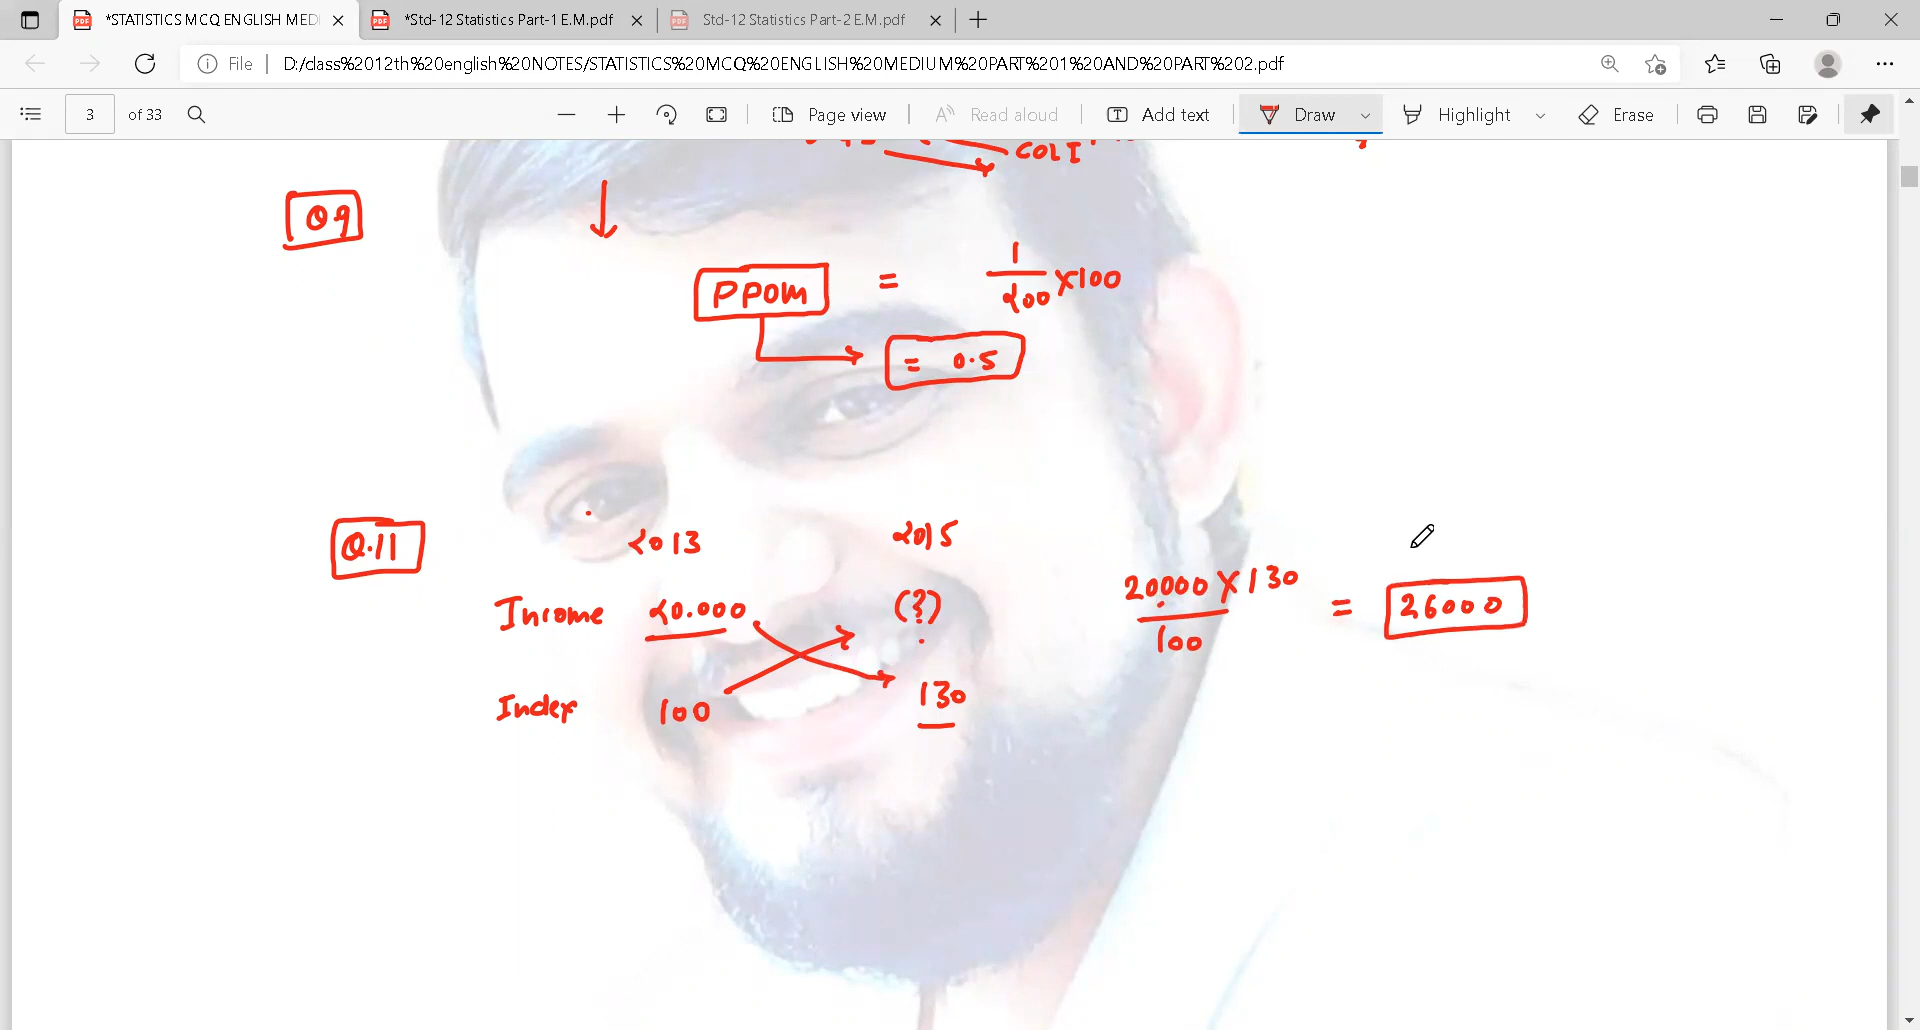 *STATISTICS MCQ ENGLISH MED
*Std-12 Statistics Part-1 E.M.pdf
Std-12 Statistics Part-2 E.M.pdf
File
D:/class%2012th%20english%20NOTES/STATISTICS%20MCQ%20ENGLISH%20MEDIUM%20PART%201%20AND%20PART%202.pdf
3 of 33
Page view
Read aloud
Add text
Draw
Highlight
Erase
COLI
Q 9
PPOM = 1/200 ×100
= 0.5
Q.11
2013 2015
Income 20.000 (?)
20000 × 130 / 100 = 26000
Index 100 130